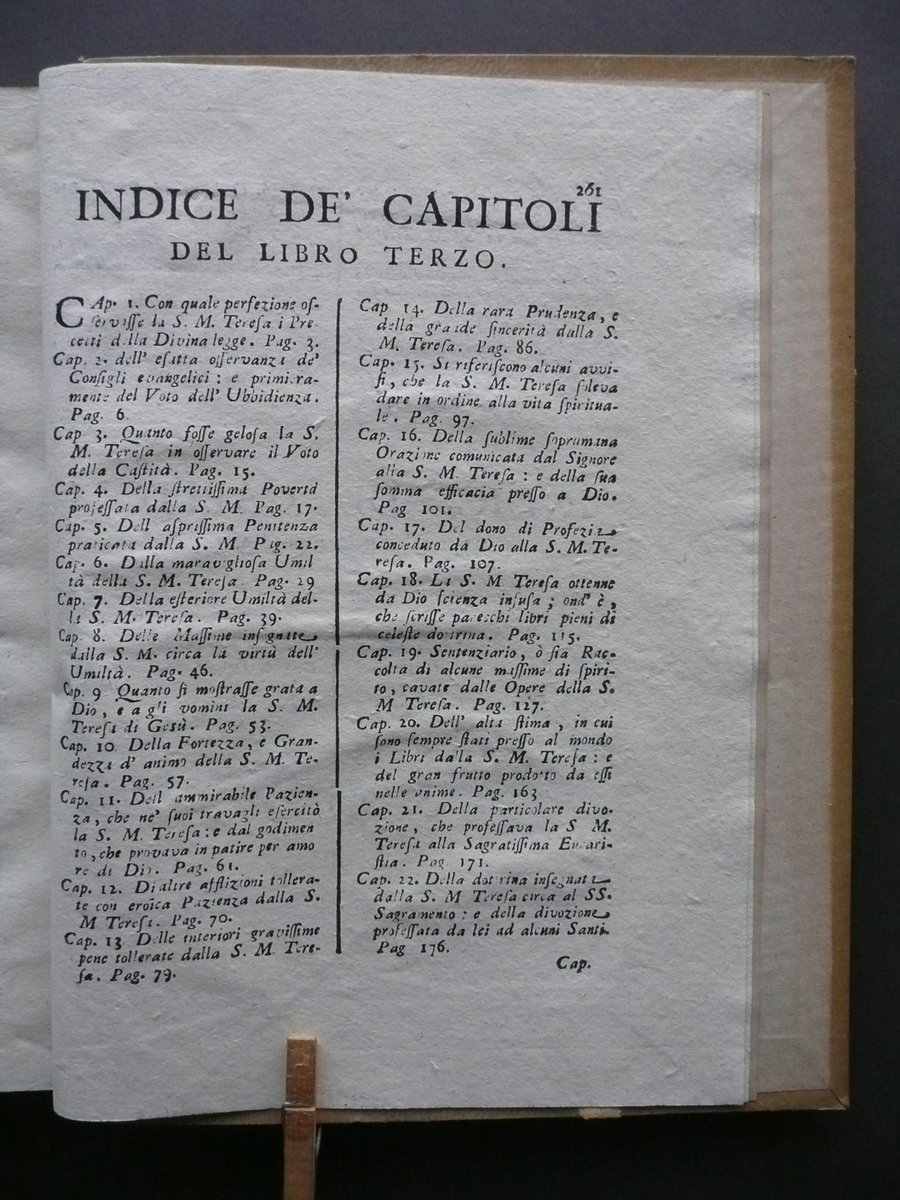 261
INDICE DE' CAPITOLI
DEL LIBRO TERZO.
CAp. 1. Con quale perfezione os-
servasse la S. M. Teresa i Pre-
cetti della Divina legge. Pag. 3.
Cap. 2. dell' esatta osservanza de'
Consigli evangelici : e primiera-
mente del Voto dell' Ubbidienza.
Pag. 6.
Cap. 3. Quanto fosse gelosa la S.
M. Teresa in osservare il Voto
della Castità. Pag. 15.
Cap. 4. Della strettissima Povertà
professata dalla S. M. Pag. 17.
Cap. 5. Dell asprissima Penitenza
praticata dalla S. M. Pag. 22.
Cap. 6. Della maravigliosa Umil
tà della S. M. Teresa. Pag. 29
Cap. 7. Della esteriore Umiltà del-
la S. M. Teresa. Pag. 39.
Cap. 8. Delle Massime insegnate
dalla S. M. circa la virtù dell'
Umiltà. Pag. 46.
Cap. 9 Quanto si mostrasse grata a
Dio, e agli uomini la S. M.
Teresa di Gesù. Pag. 53.
Cap. 10 Della Fortezza, e Gran-
dezza d' animo della S. M. Te-
resa. Pag. 57.
Cap. 11. Dell ammirabile Pazien-
za, che ne' suoi travagli esercitò
la S. M. Teresa : e dal godimen
to, che provava in patire per amo
re di Dio. Pag. 61.
Cap. 12. Di altre afflizioni tollera-
te con eroica Pazienza dalla S.
M Teresa. Pag. 70.
Cap. 13 Delle interiori gravissime
pene tollerate dalla S. M. Tere-
sa. Pag. 79.
Cap 14. Della rara Prudenza, e
della grande sincerità dalla S.
M. Teresa. Pag. 86.
Cap. 15. Si riferiscono alcuni avvi-
si, che la S. M. Teresa soleva
dare in ordine alla vita spiritua-
le. Pag. 97.
Cap. 16. Della sublime soprumana
Orazione comunicata dal Signore
alla S. M. Teresa : e della sua
somma efficacia presso a Dio.
Pag 101.
Cap. 17. Del dono di Profezia
conceduto da Dio alla S. M. Te-
resa. Pag. 107.
Cap. 18. La S. M Teresa ottenne
da Dio scienza infusa ; ond' è,
che scrisse parecchi libri pieni di
celeste dottrina. Pag. 115.
Cap. 19. Sentenziario, ò sia Rac-
colta di alcune massime di spiri-
to, cavate dalle Opere della S.
M Teresa. Pag. 127.
Cap. 20. Dell' alta stima, in cui
sono sempre stati presso al mondo
i Libri dalla S. M. Teresa : e
del gran frutto prodotto da essi
nelle anime. Pag. 163
Cap. 21. Della particolare divo-
zione, che professava la S M.
Teresa alla Sagratissima Eucari-
stia. Pag. 171.
Cap. 22. Della dottrina insegnata
dalla S. M Teresa circa al SS.
Sagramento : e della divozione
professata da lei ad alcuni Santi.
Pag 176.
Cap.